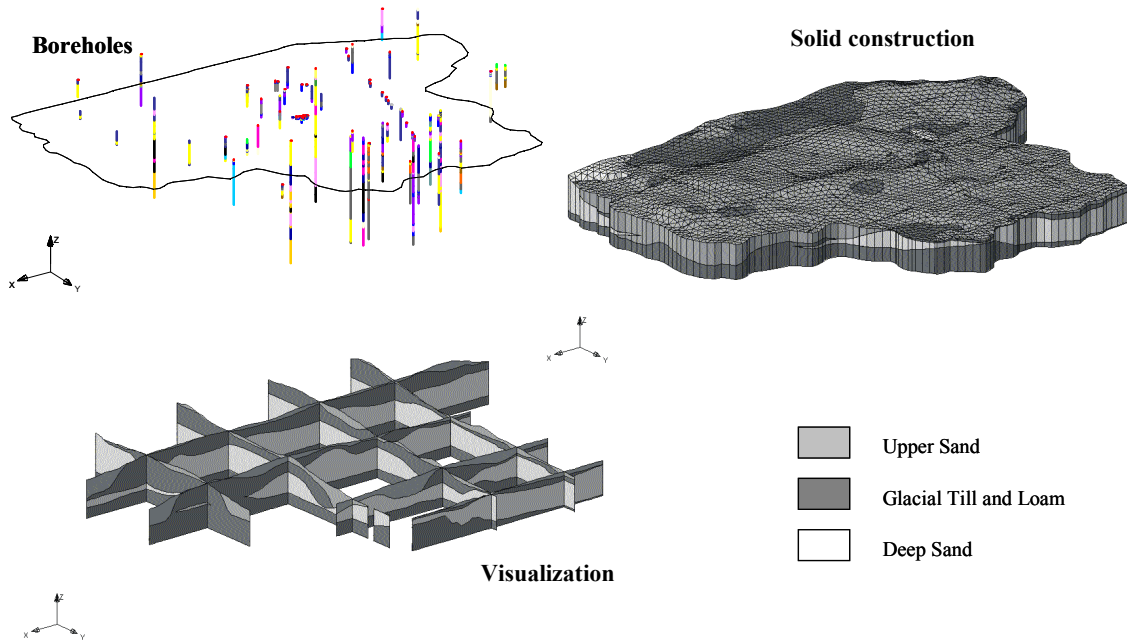 Boreholes
Solid construction
Z
X
Y
Z
X
Y
Upper Sand
Glacial Till and Loam
Deep Sand
Visualization
Z
X
Y